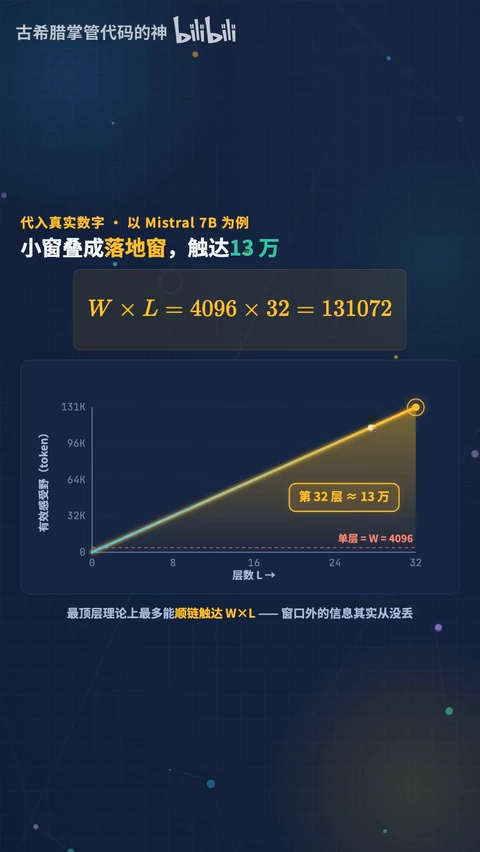 古希腊掌管代码的神 bilibili
代入真实数字 · 以 Mistral 7B 为例
小窗叠成落地窗，触达13 万
W × L = 4096 × 32 = 131072
131K
96K
64K
32K
0
有效感受野（token）
第 32 层 ≈ 13 万
单层 = W = 4096
0 8 16 24 32
层数 L →
最顶层理论上最多能顺链触达 W×L —— 窗口外的信息其实从没丢